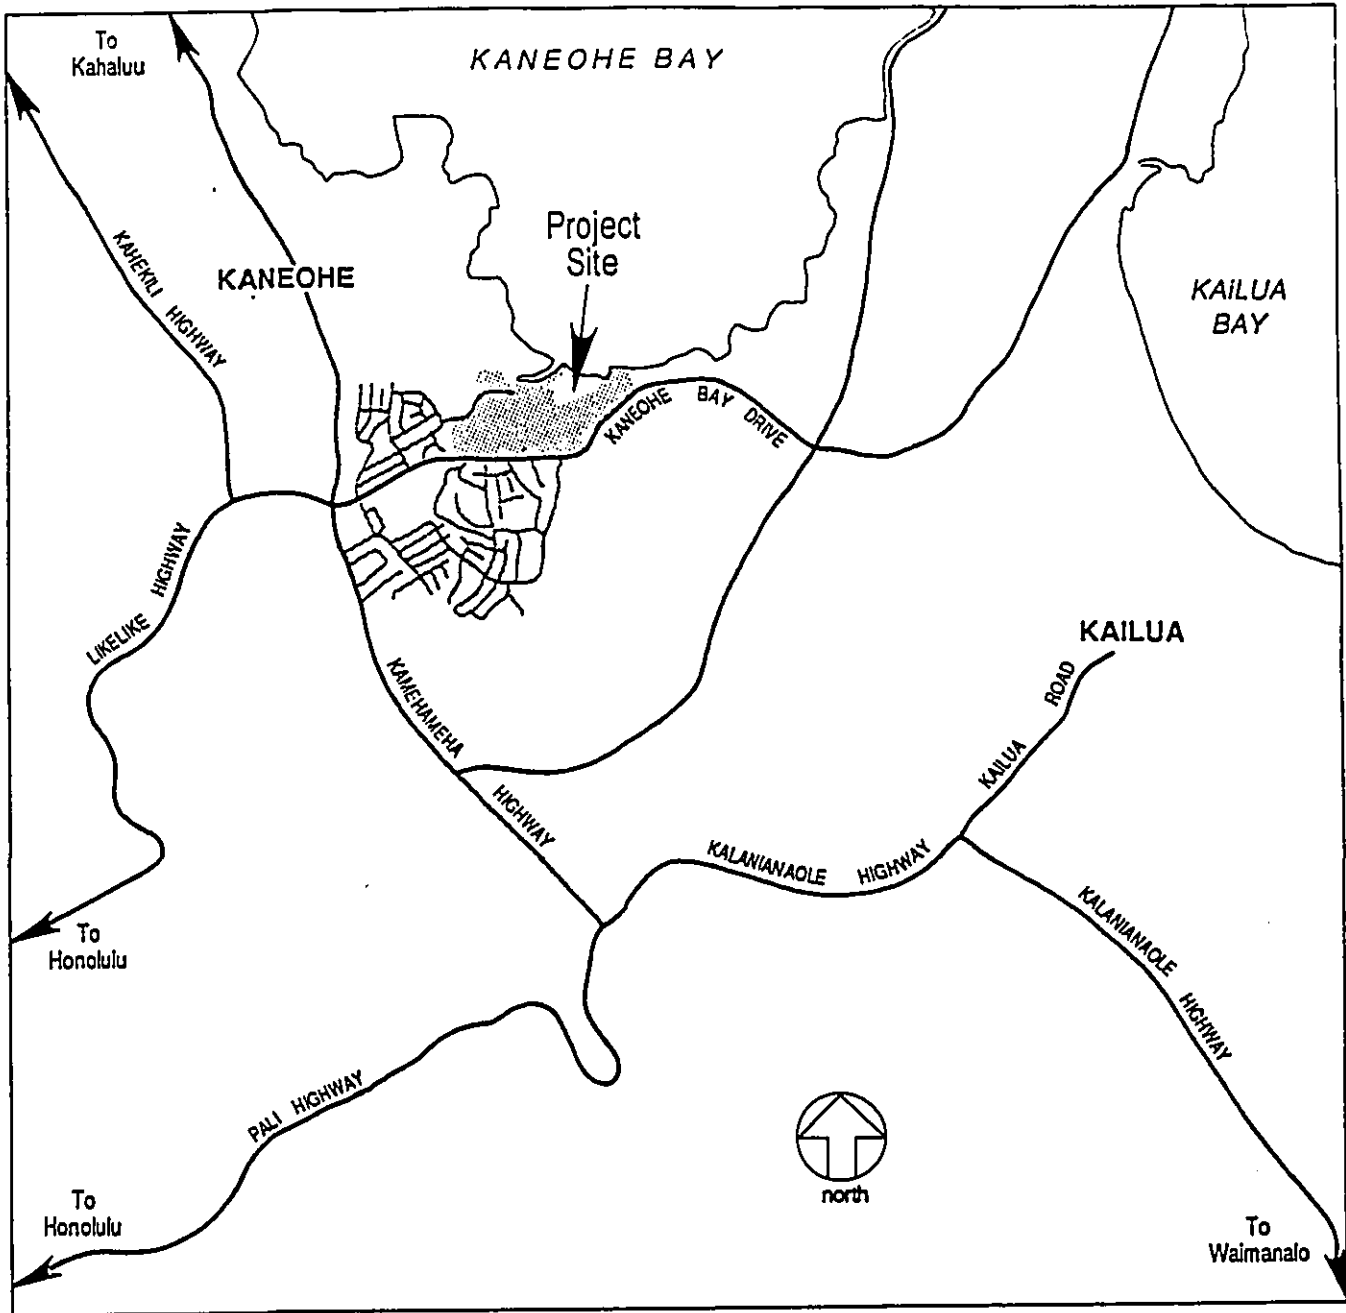 To
Kahaluu
KANEOHE BAY
Project
Site
KANEOHE
KAHEKILI HIGHWAY
KAILUA
BAY
KANEOHE BAY DRIVE
LIKELIKE HIGHWAY
KAILUA
KAILUA ROAD
KAMEHAMEHA HIGHWAY
KALANIANAOLE HIGHWAY
KALANIANAOLE HIGHWAY
To
Honolulu
PALI HIGHWAY
north
To
Honolulu
To
Waimanalo